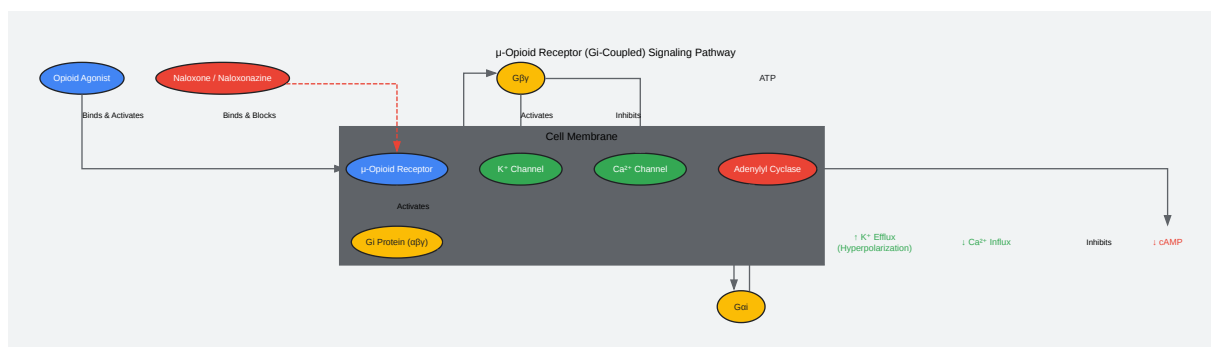 μ-Opioid Receptor (Gi-Coupled) Signaling Pathway
Opioid Agonist
Naloxone / Naloxonazine
Gβγ
ATP
Binds & Activates
Binds & Blocks
Activates
Inhibits
Cell Membrane
μ-Opioid Receptor
K⁺ Channel
Ca²⁺ Channel
Adenylyl Cyclase
Activates
Gi Protein (αβγ)
↑ K⁺ Efflux
(Hyperpolarization)
↓ Ca²⁺ Influx
Inhibits
↓ cAMP
Gαi